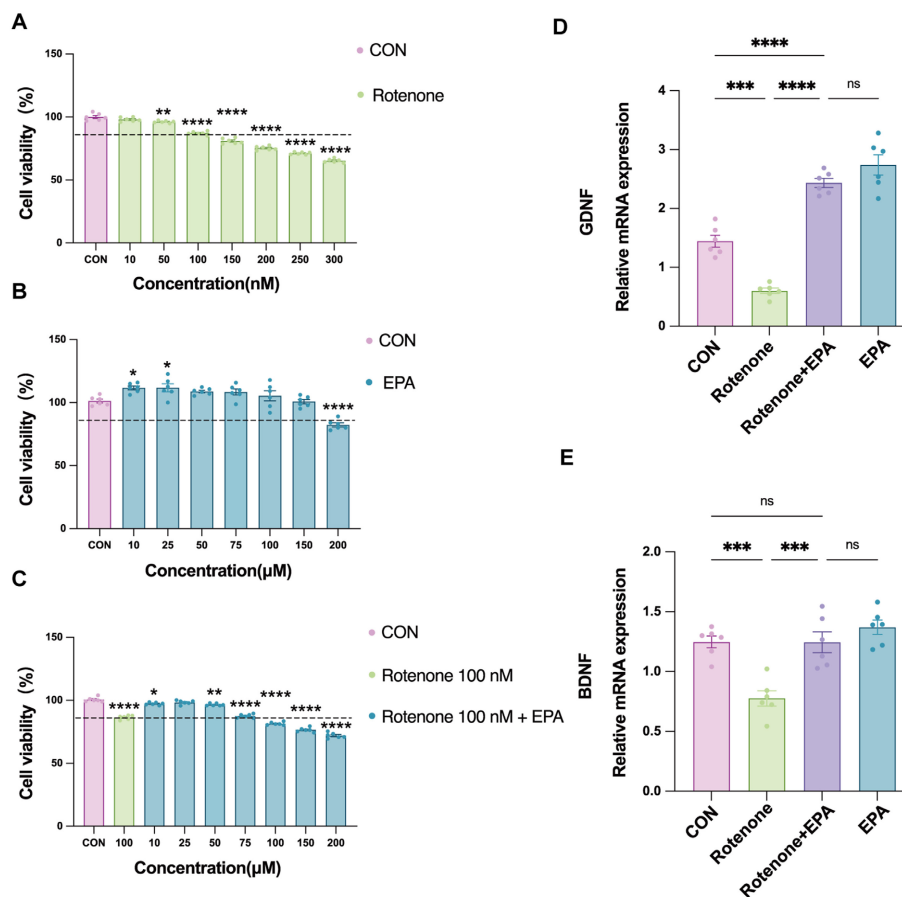 A
150
100
50
0
Cell viability (%)
** **** **** **** **** ****
CON 10 50 100 150 200 250 300
Concentration(nM)
CON
Rotenone
B
150
100
50
0
Cell viability (%)
* * ****
CON 10 25 50 75 100 150 200
Concentration(µM)
CON
EPA
C
150
100
50
0
Cell viability (%)
**** * ** **** **** **** ****
CON 100 10 25 50 75 100 150 200
Concentration(µM)
CON
Rotenone 100 nM
Rotenone 100 nM + EPA
D
****
*** **** ns
4
3
2
1
0
GDNF
Relative mRNA expression
CON Rotenone Rotenone+EPA EPA
E
ns
*** *** ns
2.0
1.5
1.0
0.5
0.0
BDNF
Relative mRNA expression
CON Rotenone Rotenone+EPA EPA